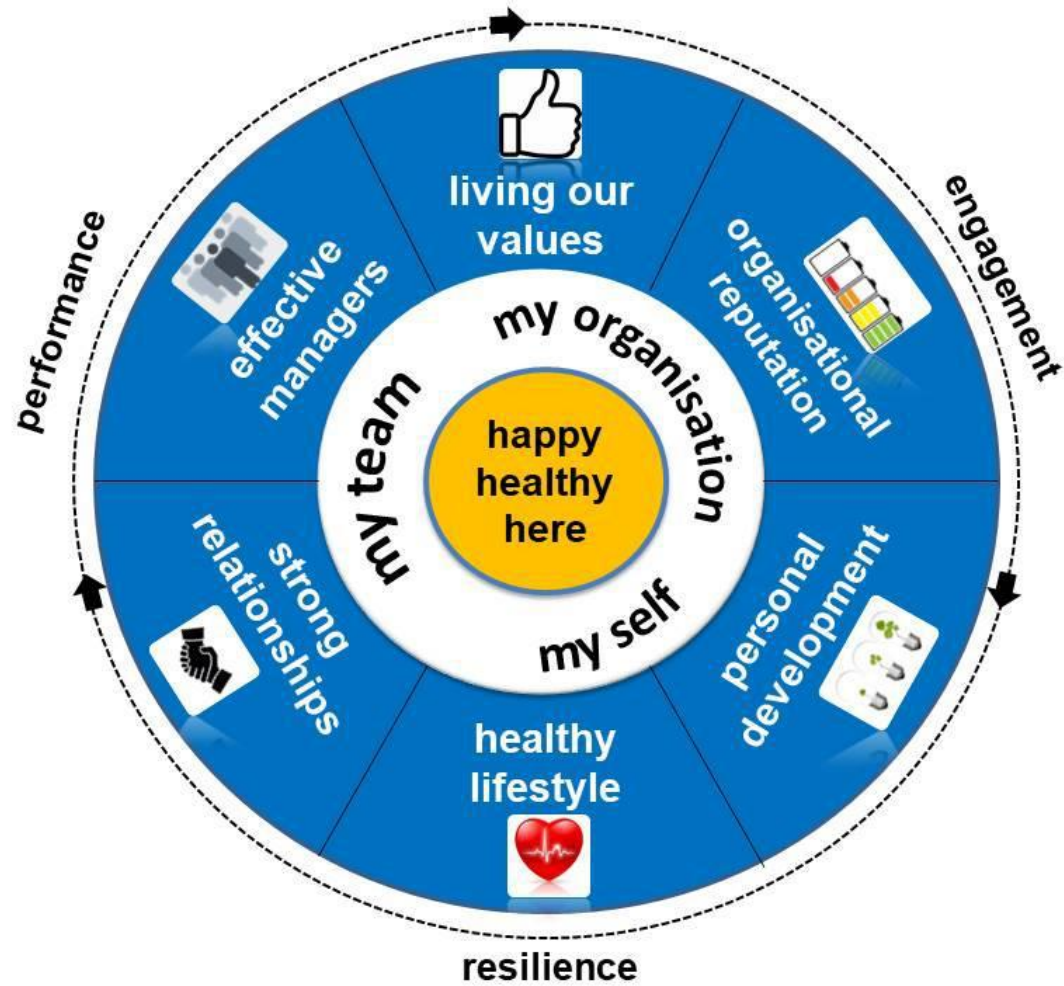 performance
engagement
resilience
living our
values
organisational
reputation
personal
development
healthy
lifestyle
strong
relationships
effective
managers
my organisation
my self
my team
happy
healthy
here